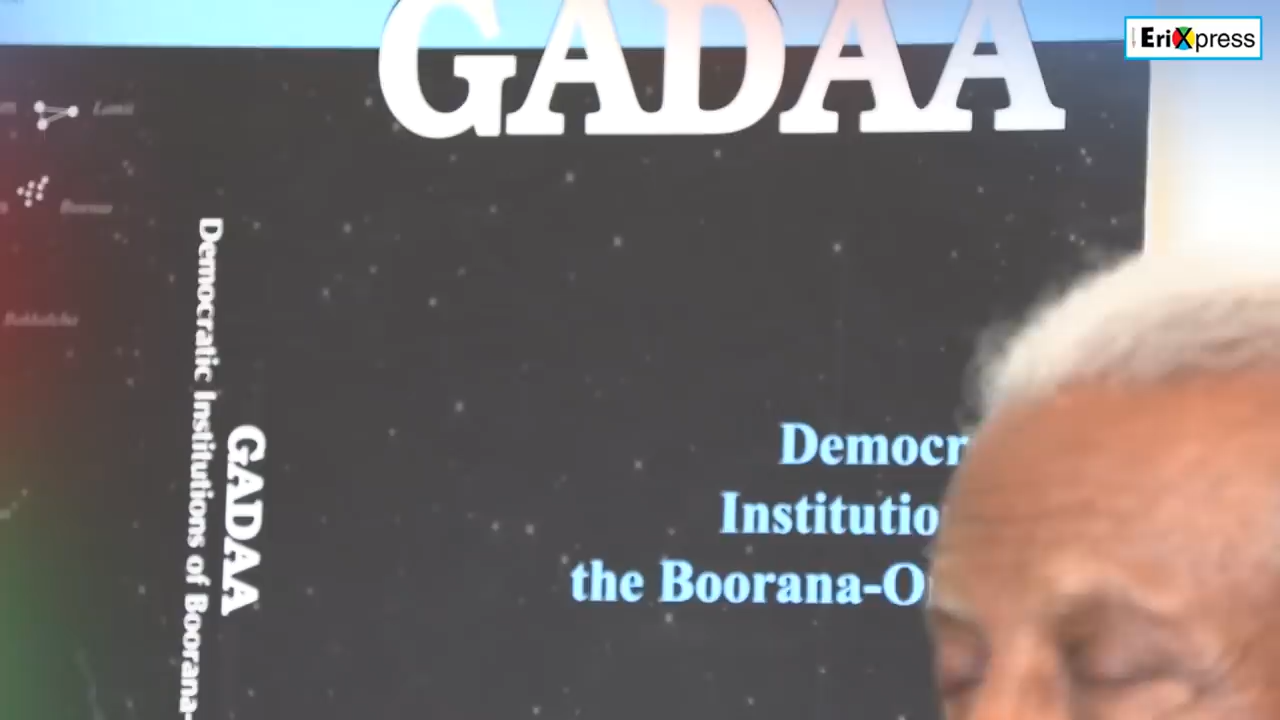 GADAA
EriXpress
Democratic Institutions of Boorana-
GADAA
Democr
Institutio
the Boorana-O